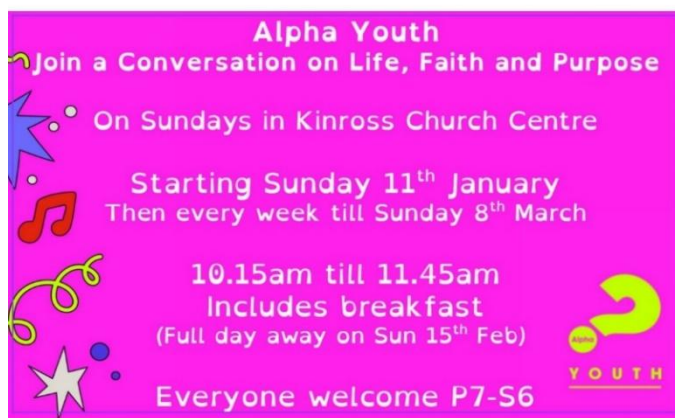 Alpha Youth
Join a Conversation on Life, Faith and Purpose
On Sundays in Kinross Church Centre
Starting Sunday 11th January
Then every week till Sunday 8th March
10.15am till 11.45am
Includes breakfast
(Full day away on Sun 15th Feb)
Everyone welcome P7-S6
Alpha
YOUTH